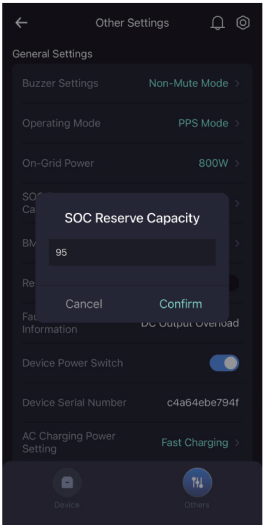 Other Settings
General Settings
Buzzer Settings Non-Mute Mode >
Operating Mode PPS Mode >
On-Grid Power 800W >
SOC Reserve Capacity
95
Cancel Confirm
Information DC Output Overload
Device Power Switch
Device Serial Number c4a64ebe794f
AC Charging Power
Setting Fast Charging >
Device Others